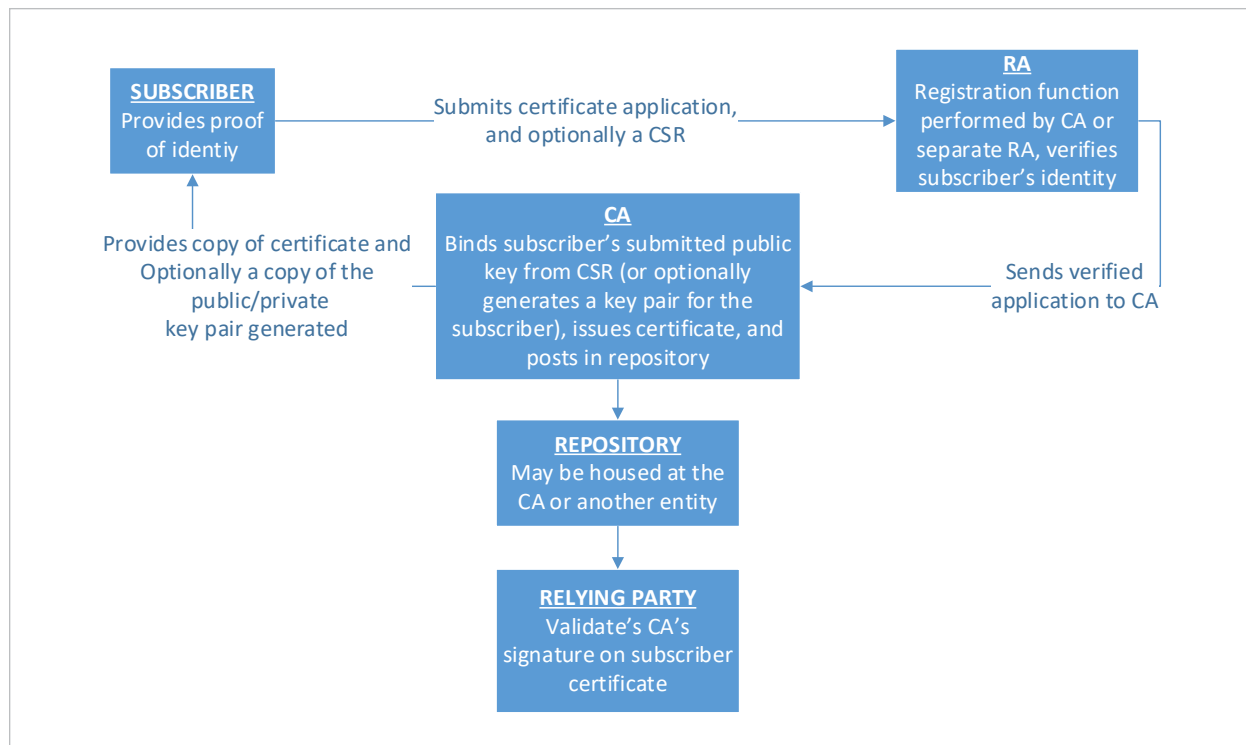 SUBSCRIBER
Provides proof
of identiy
Submits certificate application,
and optionally a CSR
RA
Registration function
performed by CA or
separate RA, verifies
subscriber's identity
Sends verified
application to CA
CA
Binds subscriber's submitted public
key from CSR (or optionally
generates a key pair for the
subscriber), issues certificate, and
posts in repository
Provides copy of certificate and
Optionally a copy of the
public/private
key pair generated
REPOSITORY
May be housed at the
CA or another entity
RELYING PARTY
Validate's CA's
signature on subscriber
certificate